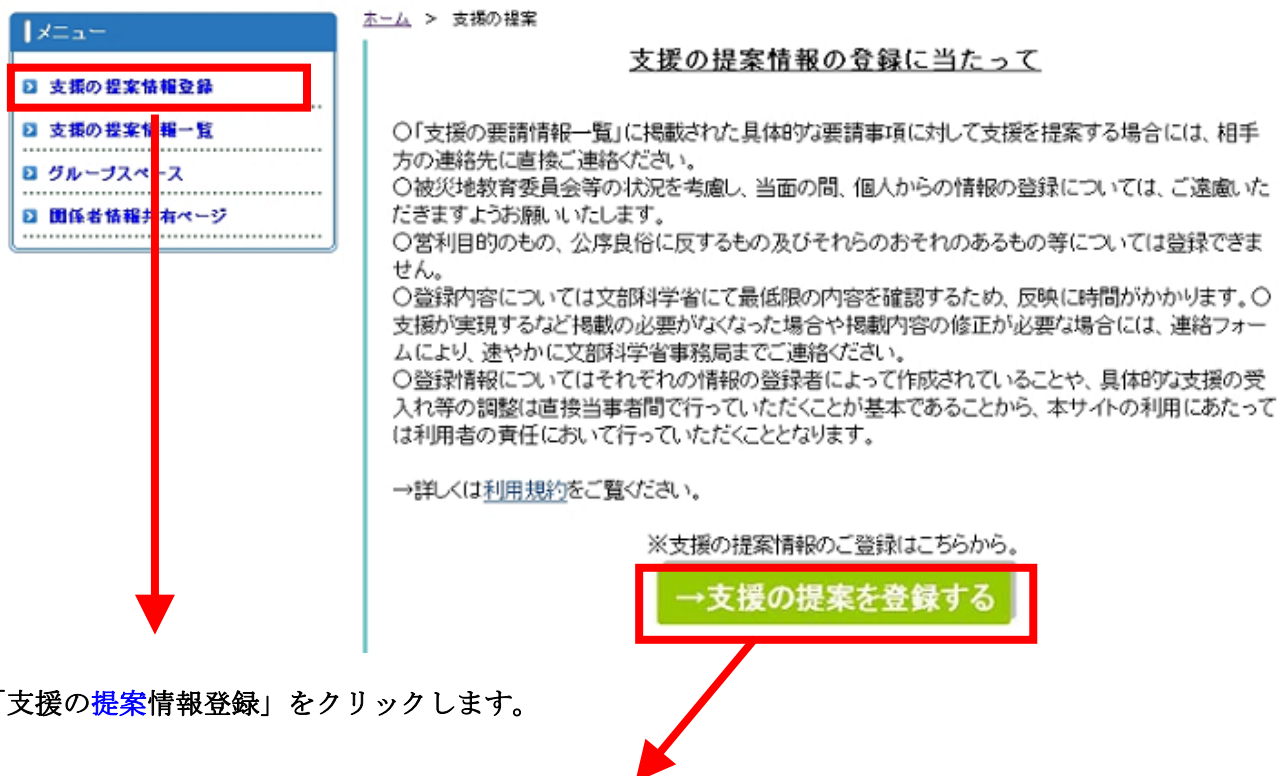 メニュー
支援の提案情報登録
支援の提案情報一覧
グループスペース
関係者情報共有ページ
ホーム > 支援の提案
支援の提案情報の登録に当たって
○「支援の要請情報一覧」に掲載された具体的な要請事項に対して支援を提案する場合には、相手
方の連絡先に直接ご連絡ください。
○被災地教育委員会等の状況を考慮し、当面の間、個人からの情報の登録については、ご遠慮いた
だきますようお願いいたします。
○営利目的のもの、公序良俗に反するもの及びそれらのおそれのあるもの等については登録できま
せん。
○登録内容については文部科学省にて最低限の内容を確認するため、反映に時間がかかります。○
支援が実現するなど掲載の必要がなくなった場合や掲載内容の修正が必要な場合には、連絡フォー
ムにより、速やかに文部科学省事務局までご連絡ください。
○登録情報についてはそれぞれの情報の登録者によって作成されていることや、具体的な支援の受
入れ等の調整は直接当事者間で行っていただくことが基本であることから、本サイトの利用にあたって
は利用者の責任において行っていただくこととなります。
→詳しくは利用規約をご覧ください。
※支援の提案情報のご登録はこちらから。
→支援の提案を登録する
「支援の提案情報登録」をクリックします。